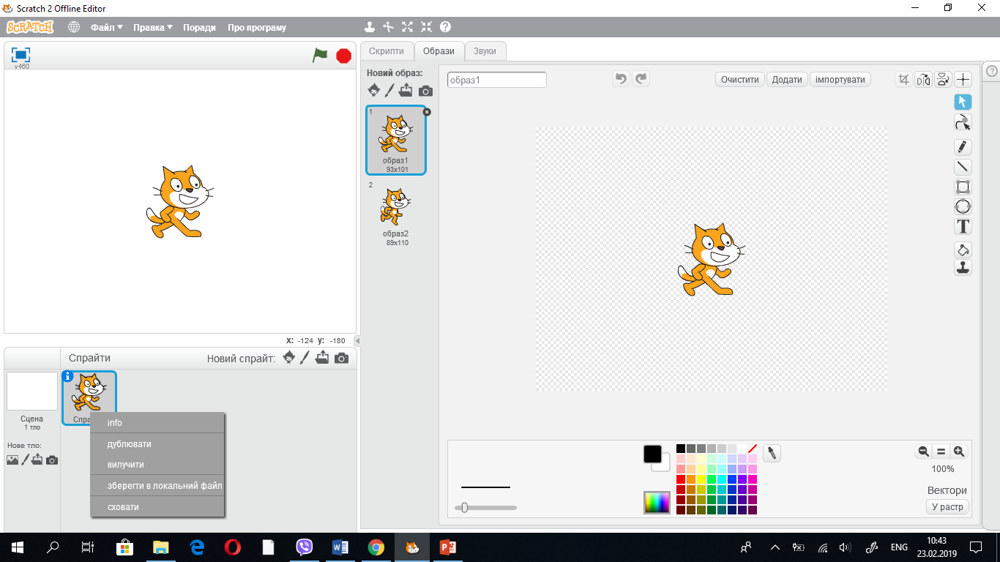 Scratch 2 Offline Editor
SCRATCH Файл Правка Поради Про програму
v460
Скрипти Образи Звуки
Новий образ:
образ1
Очистити Додати імпортувати
1
образ1
93x101
2
образ2
89x110
x: -124 y: -180
Спрайти Новий спрайт:
Сцена
1 тло
Нове тло:
info
дублювати
вилучити
зберегти в локальний файл
сховати
T
100%
Вектори
У растр
ENG
10:43
23.02.2019